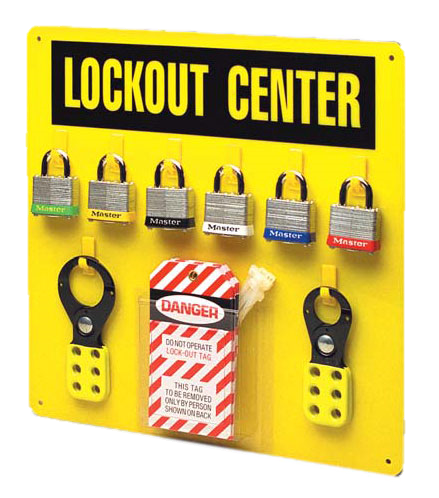 LOCKOUT CENTER
Master
Master
Master
Master
Master
Master
DANGER
DO NOT OPERATE
LOCK-OUT TAG
THIS TAG
TO BE REMOVED
ONLY BY PERSON
SHOWN ON BACK